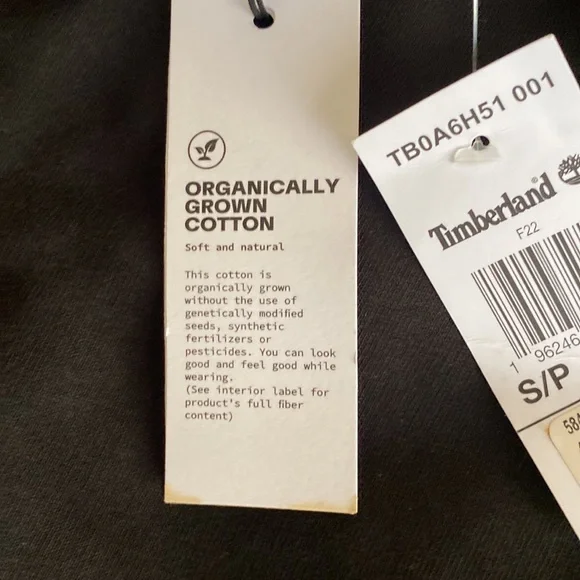 ORGANICALLY
GROWN
COTTON
Soft and natural
This cotton is
organically grown
without the use of
genetically modified
seeds, synthetic
fertilizers or
pesticides. You can look
good and feel good while
wearing.
(See interior label for
product's full fiber
content)
TB0A6H51 001
Timberland®
F22
1 96246
S/P
584